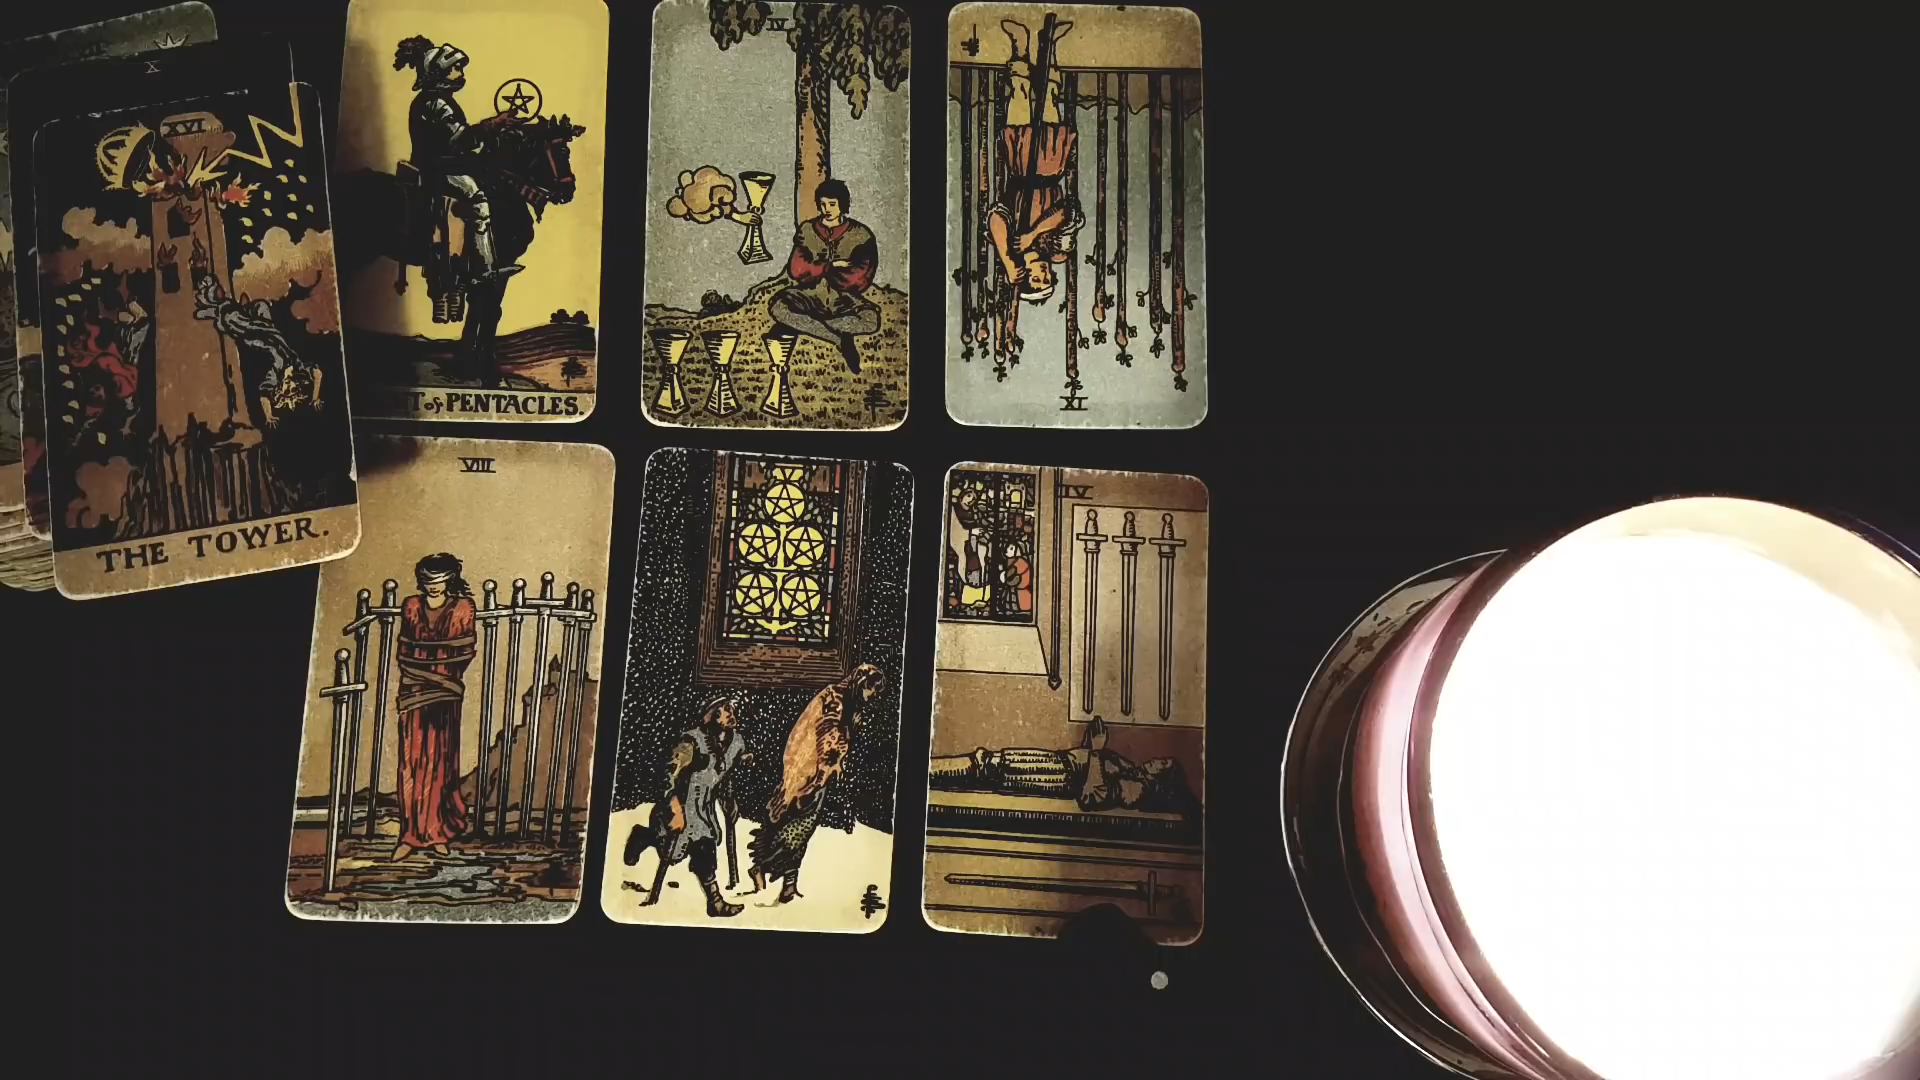 X
XVI
THE TOWER.
T of PENTACLES.
IV
XI
VIII
IV